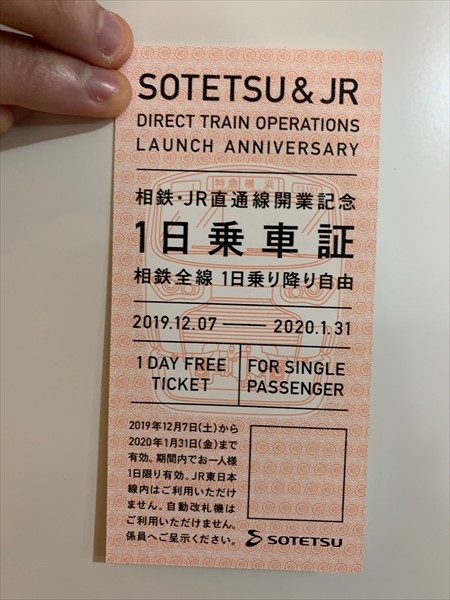 SOTETSU & JR
DIRECT TRAIN OPERATIONS
LAUNCH ANNIVERSARY
特急 横浜
相鉄・JR直通線開業記念
1日乗車証
相鉄全線 1日乗り降り自由
2019.12.07 — 2020.1.31
1 DAY FREE
TICKET
FOR SINGLE
PASSENGER
2019年12月7日(土)から
2020年1月31日(金)まで
有効。期間内でお一人様
1日限り有効。JR東日本
線内はご利用いただけ
ません。自動改札機は
ご利用いただけません。
係員へご呈示ください。
SOTETSU